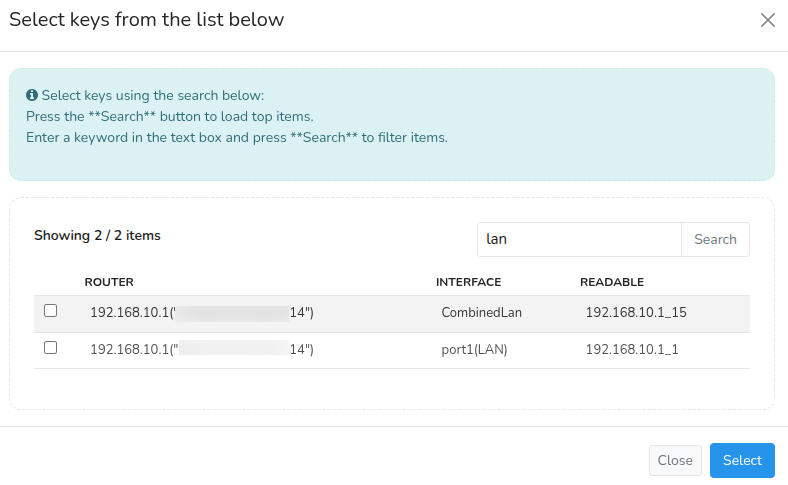 Select keys from the list below
Select keys using the search below:
Press the **Search** button to load top items.
Enter a keyword in the text box and press **Search** to filter items.
Showing 2 / 2 items
lan Search
ROUTER INTERFACE READABLE
192.168.10.1(" 14") CombinedLan 192.168.10.1_15
192.168.10.1(" 14") port1(LAN) 192.168.10.1_1
Close Select